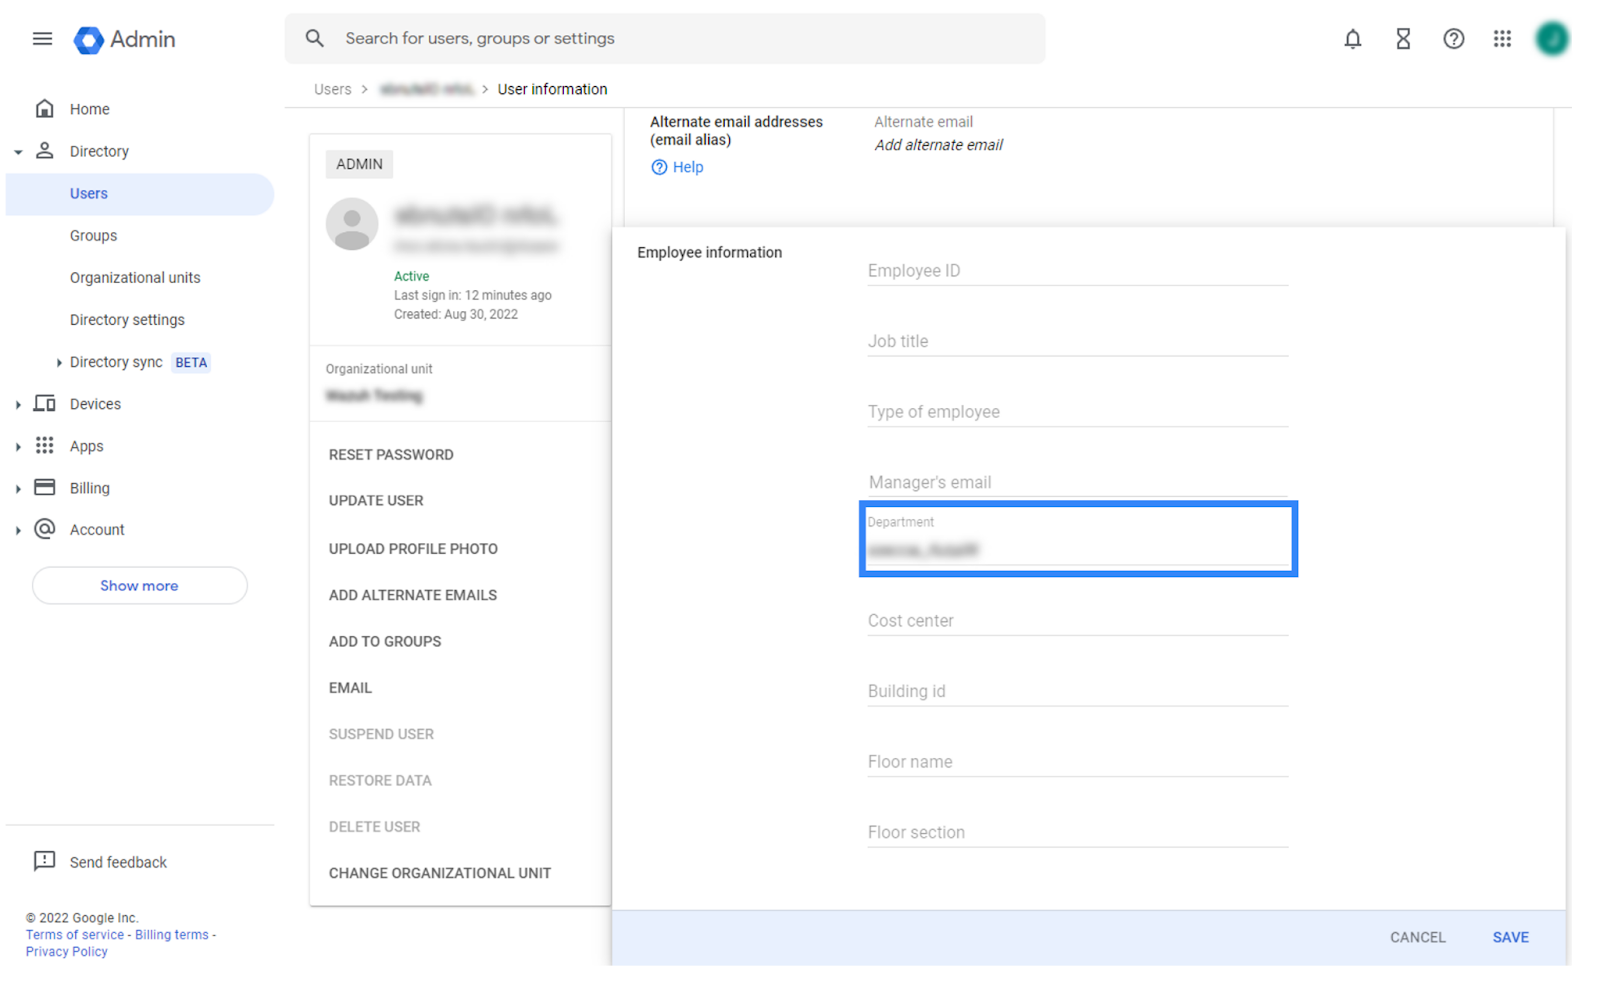 Admin
Search for users, groups or settings
Home
Directory
Users
Groups
Organizational units
Directory settings
Directory sync BETA
Devices
Apps
Billing
Account
Show more
Send feedback
© 2022 Google Inc.
Terms of service - Billing terms -
Privacy Policy
Users > > User information
ADMIN
Active
Last sign in: 12 minutes ago
Created: Aug 30, 2022
Organizational unit
RESET PASSWORD
UPDATE USER
UPLOAD PROFILE PHOTO
ADD ALTERNATE EMAILS
ADD TO GROUPS
EMAIL
SUSPEND USER
RESTORE DATA
DELETE USER
CHANGE ORGANIZATIONAL UNIT
Alternate email addresses
(email alias)
Help
Alternate email
Add alternate email
Employee information
Employee ID
Job title
Type of employee
Manager's email
Department
Cost center
Building id
Floor name
Floor section
CANCEL
SAVE